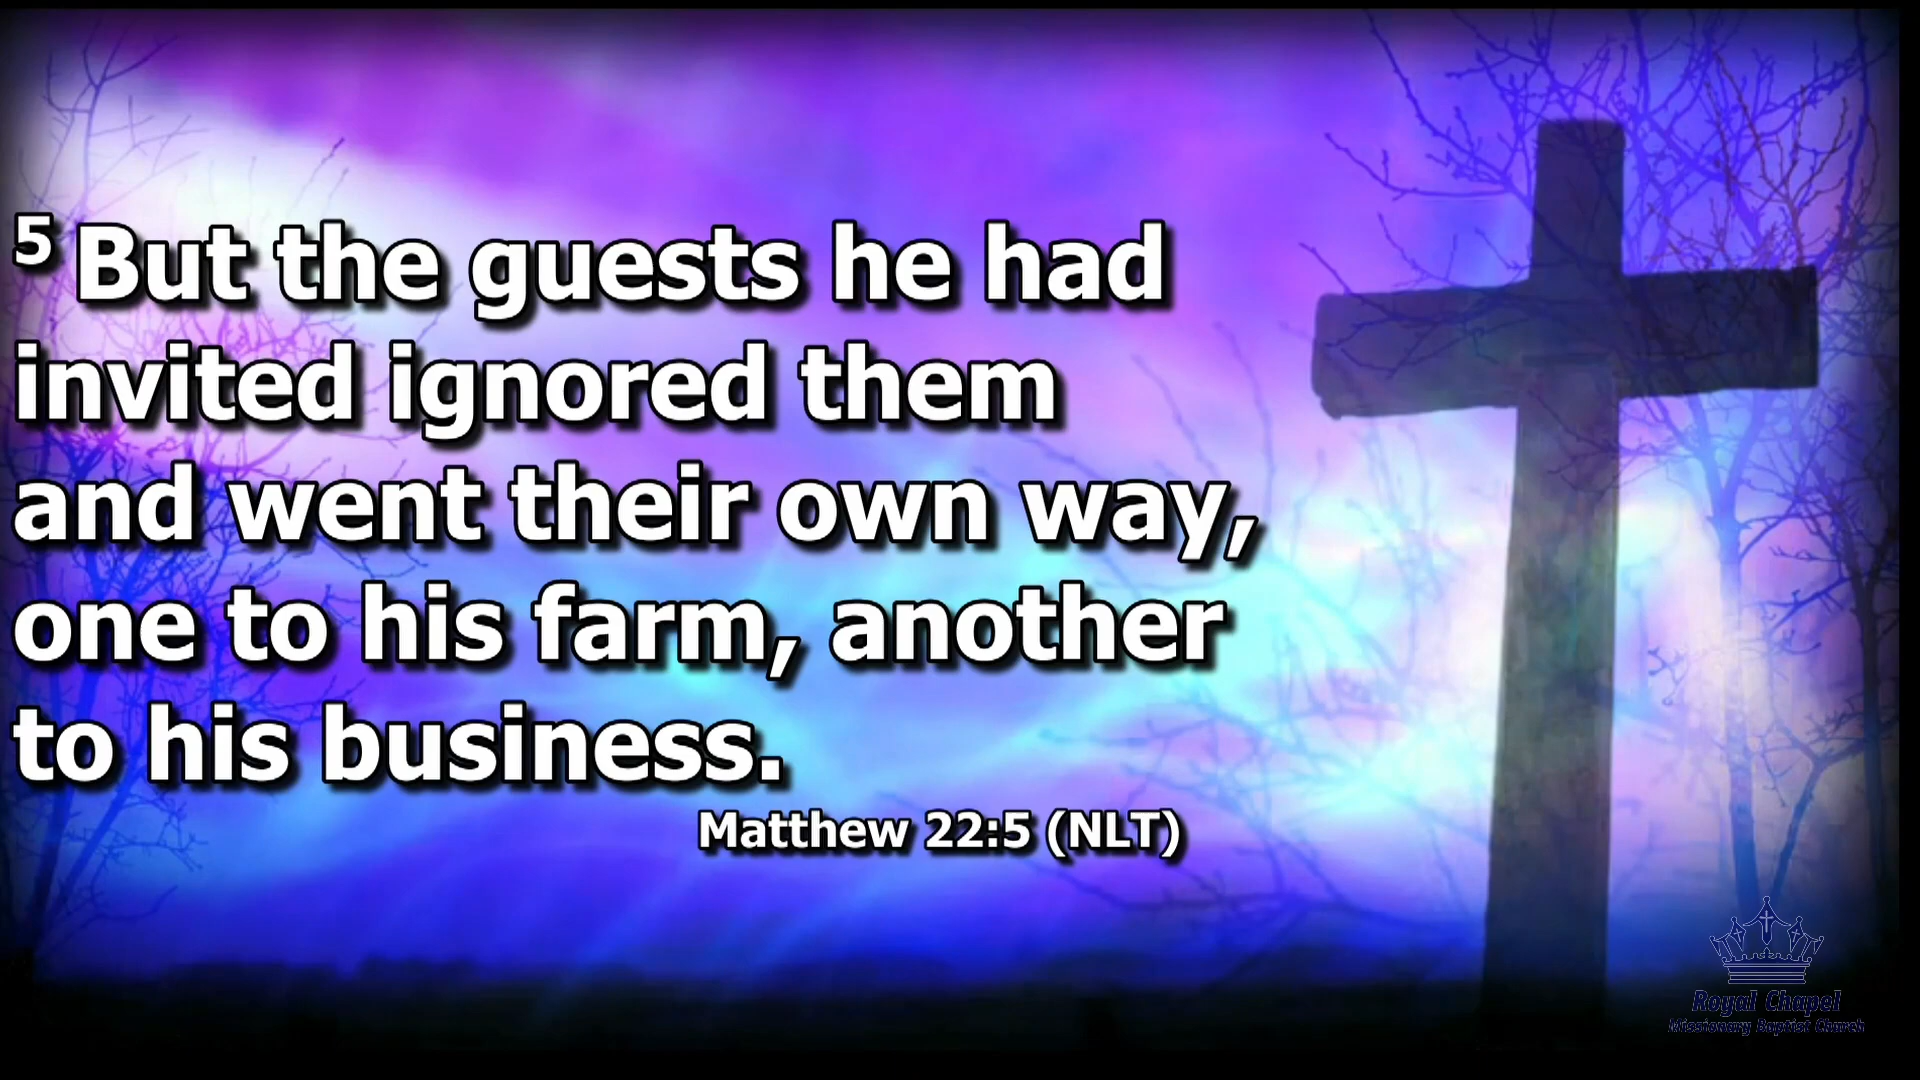 5 But the guests he had
invited ignored them
and went their own way,
one to his farm, another
to his business.
Matthew 22:5 (NLT)
Royal Chapel
Missionary Baptist Church